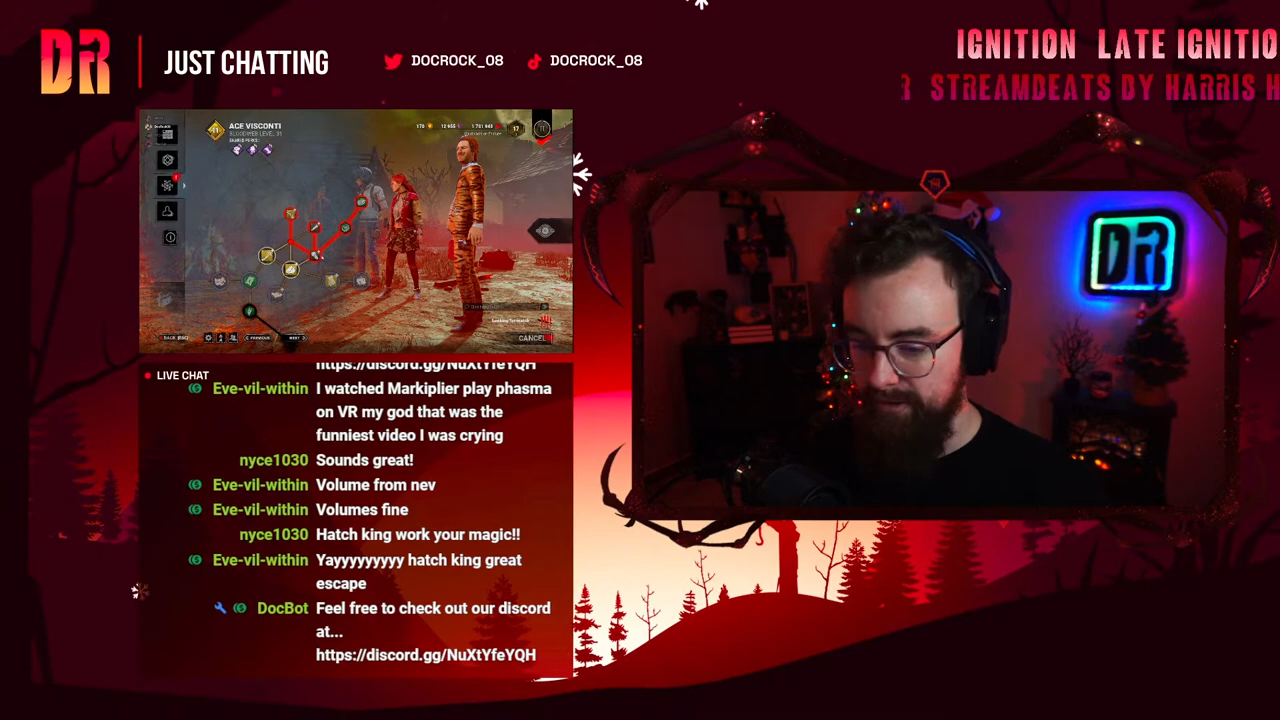 DR
JUST CHATTING
DOCROCK_08
DOCROCK_08
IGNITION LATE IGNITIO
R STREAMDEATS BY HARRIS H
ACE VISCONTI
BLOODWEB LEVEL 31
CANCEL
LIVE CHAT
https://discord.gg/NuXtYfeYQH
Eve-vil-within I watched Markiplier play phasma
on VR my god that was the
funniest video I was crying
nyce1030 Sounds great!
Eve-vil-within Volume from nev
Eve-vil-within Volumes fine
nyce1030 Hatch king work your magic!!
Eve-vil-within Yayyyyyyyyy hatch king great
escape
DocBot Feel free to check out our discord
at...
https://discord.gg/NuXtYfeYQH
DR